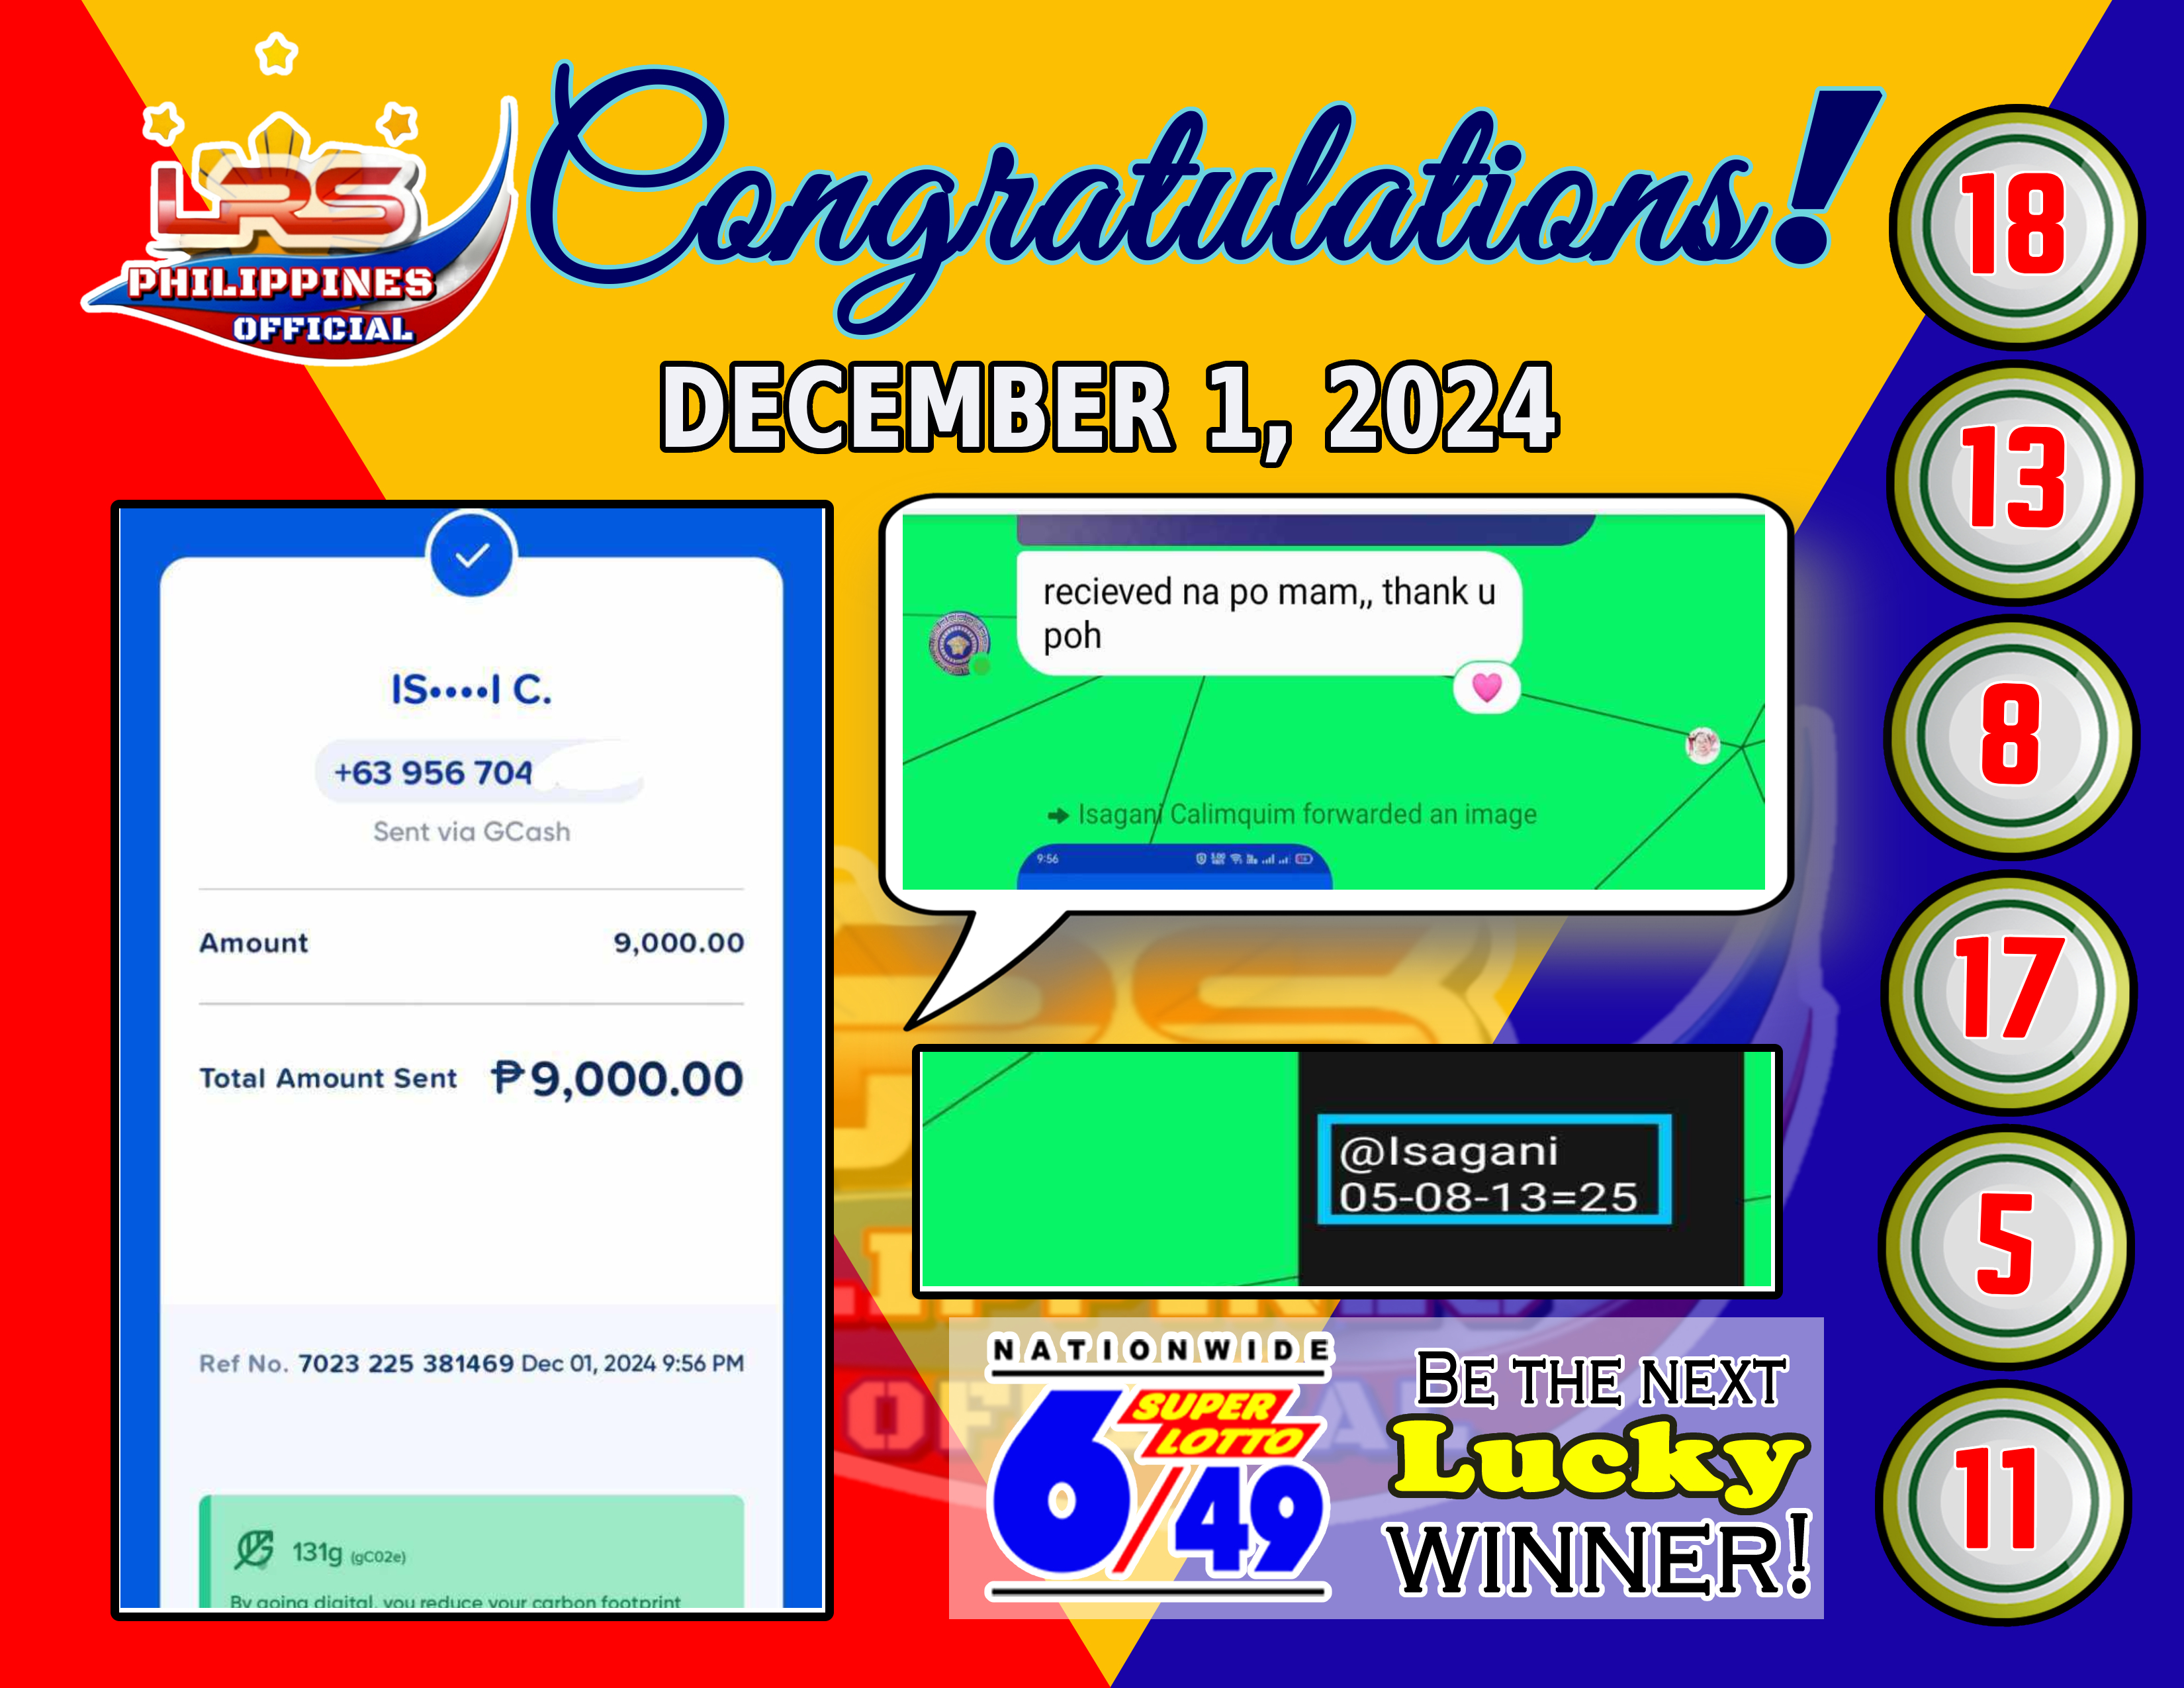 LRS
PHILIPPINES
OFFICIAL
Congratulations!
DECEMBER 1, 2024
IS••••I C.
+63 956 704
Sent via GCash
Amount 9,000.00
Total Amount Sent ₱9,000.00
Ref No. 7023 225 381469 Dec 01, 2024 9:56 PM
131g (gCO2e)
By going digital, you reduce your carbon footprint
recieved na po mam,, thank u
poh
Isagani Calimquim forwarded an image
9:56
@Isagani
05-08-13=25
NATIONWIDE
SUPER
LOTTO
6/49
BE THE NEXT
Lucky
WINNER!
18
13
8
17
5
11